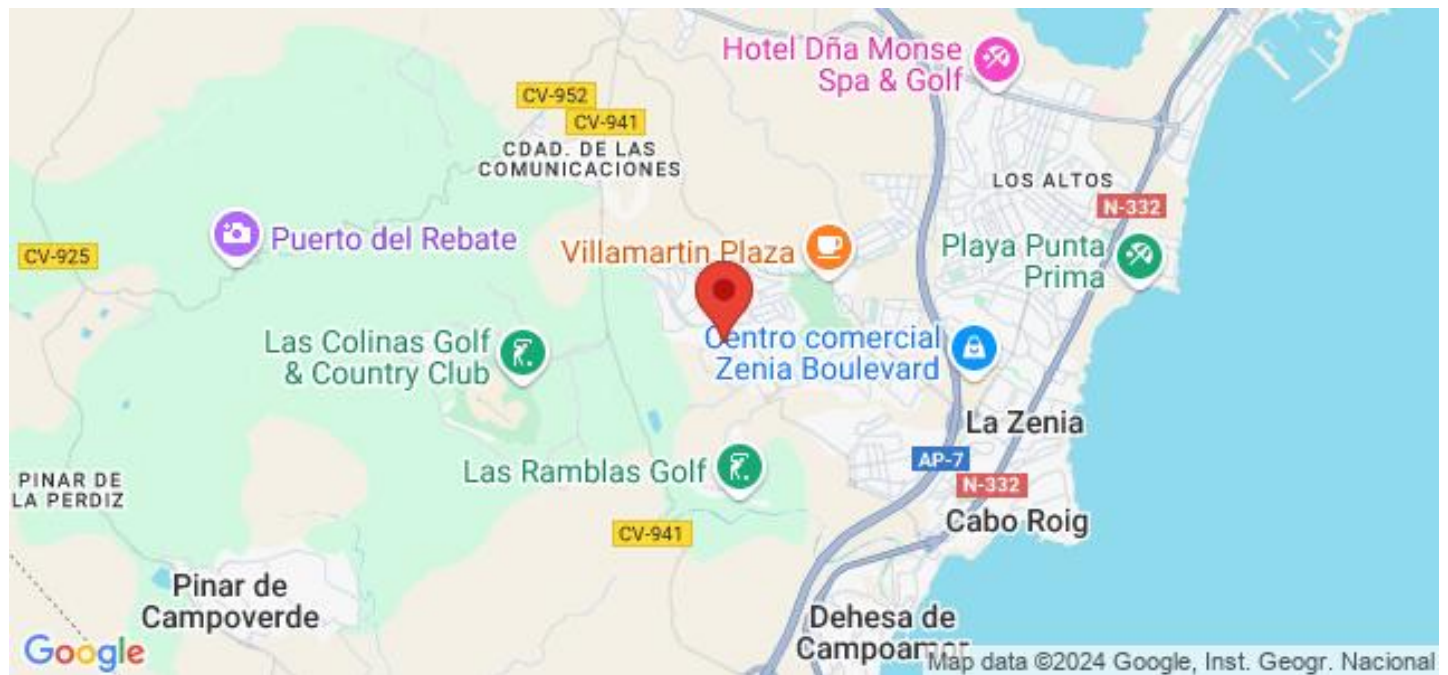 Hotel Dña Monse
Spa & Golf
CV-952
CV-941
CDAD. DE LAS
COMUNICACIONES
LOS ALTOS
N-332
Puerto del Rebate
Villamartin Plaza
Playa Punta
Prima
CV-925
Las Colinas Golf
& Country Club
Centro comercial
Zenia Boulevard
La Zenia
AP-7
N-332
Las Ramblas Golf
PINAR DE
LA PERDIZ
Cabo Roig
CV-941
Pinar de
Campoverde
Dehesa de
Campoamor
Google
Map data ©2024 Google, Inst. Geogr. Nacional